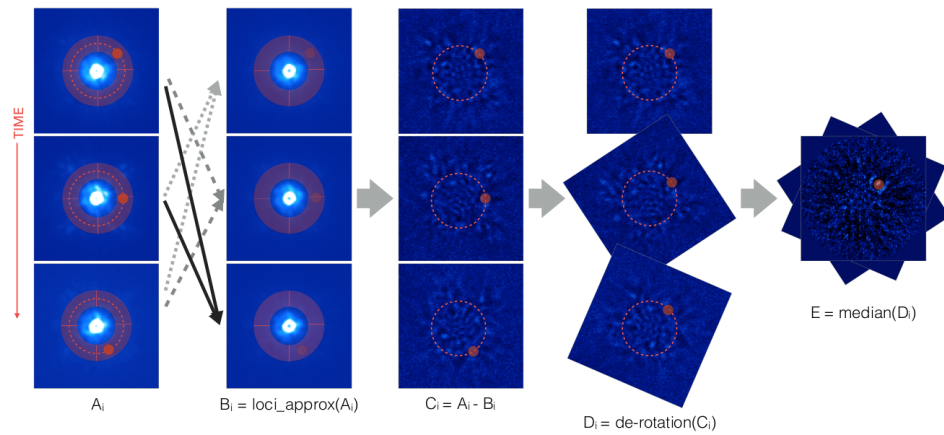 TIME
Aᵢ
Bᵢ = loci_approx(Aᵢ)
Cᵢ = Aᵢ - Bᵢ
Dᵢ = de-rotation(Cᵢ)
E = median(Dᵢ)